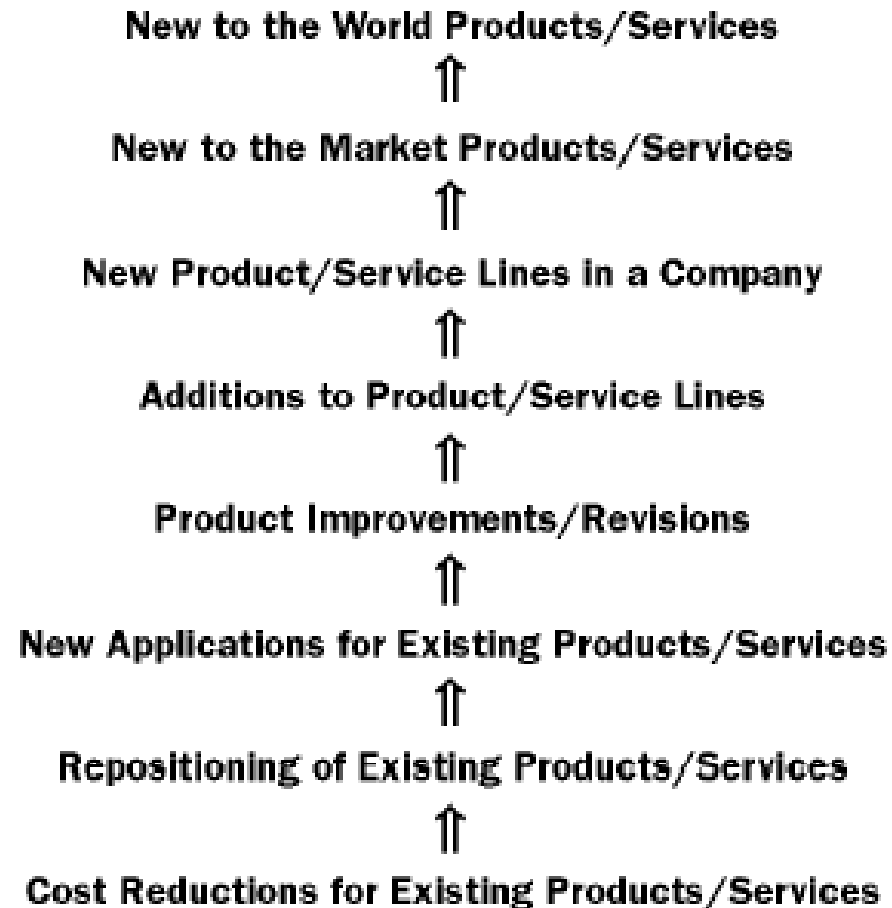 New to the World Products/Services
⇑
New to the Market Products/Services
⇑
New Product/Service Lines in a Company
⇑
Additions to Product/Service Lines
⇑
Product Improvements/Revisions
⇑
New Applications for Existing Products/Services
⇑
Repositioning of Existing Products/Services
⇑
Cost Reductions for Existing Products/Services